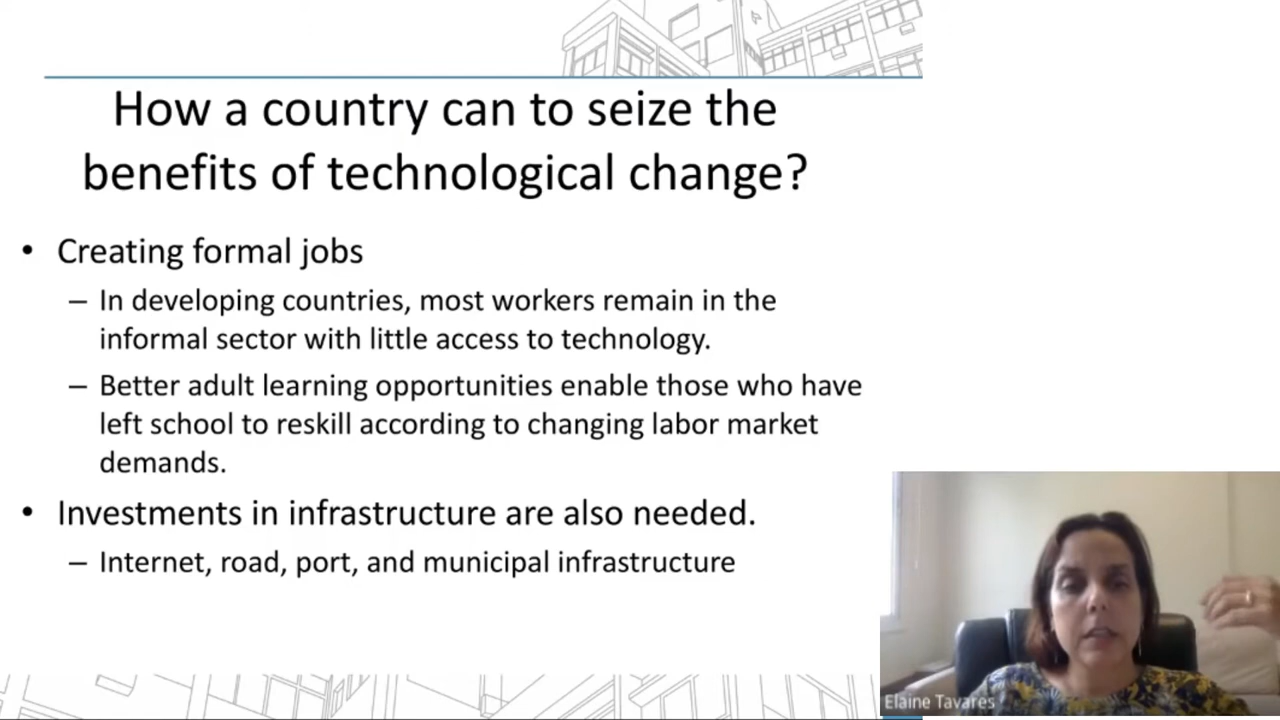 How a country can to seize the
benefits of technological change?
• Creating formal jobs
– In developing countries, most workers remain in the
informal sector with little access to technology.
– Better adult learning opportunities enable those who have
left school to reskill according to changing labor market
demands.
• Investments in infrastructure are also needed.
– Internet, road, port, and municipal infrastructure
Elaine Tavares